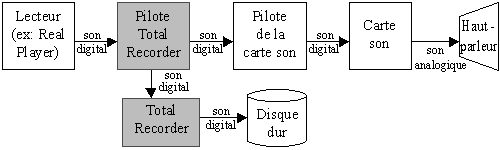 Lecteur
(ex: Real
Player)
son
digital
Pilote
Total
Recorder
son
digital
Pilote
de la
carte son
son
digital
Carte
son
son
analogique
Haut-
parleur
son
digital
Total
Recorder
son
digital
Disque
dur